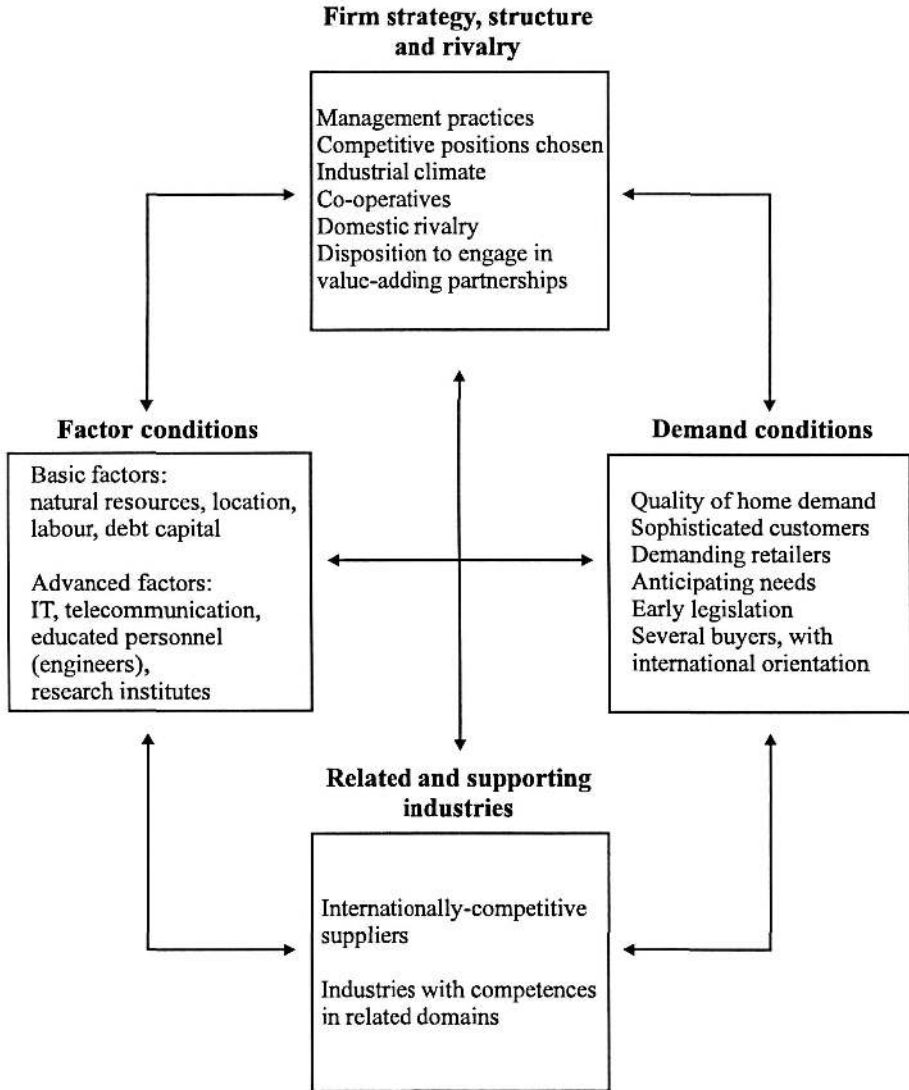 Firm strategy, structure
and rivalry
Management practices
Competitive positions chosen
Industrial climate
Co-operatives
Domestic rivalry
Disposition to engage in
value-adding partnerships
Factor conditions
Basic factors:
natural resources, location,
labour, debt capital
Advanced factors:
IT, telecommunication,
educated personnel
(engineers),
research institutes
Demand conditions
Quality of home demand
Sophisticated customers
Demanding retailers
Anticipating needs
Early legislation
Several buyers, with
international orientation
Related and supporting
industries
Internationally-competitive
suppliers
Industries with competences
in related domains